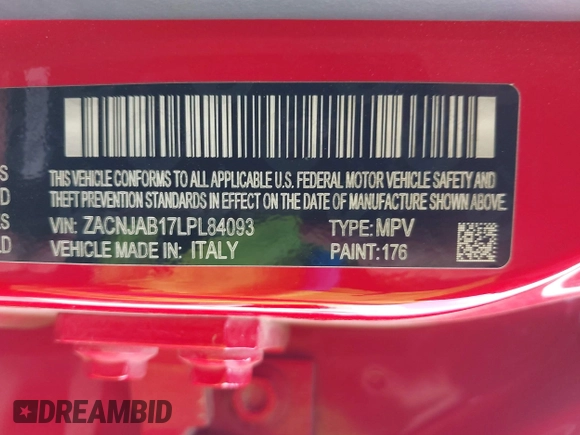 THIS VEHICLE CONFORMS TO ALL APPLICABLE U.S. FEDERAL MOTOR VEHICLE SAFETY AND
THEFT PREVENTION STANDARDS IN EFFECT ON THE DATE OF MANUFACTURE SHOWN ABOVE.
VIN: ZACNJAB17LPL84093 TYPE: MPV
VEHICLE MADE IN: ITALY PAINT: 176
DREAMBID